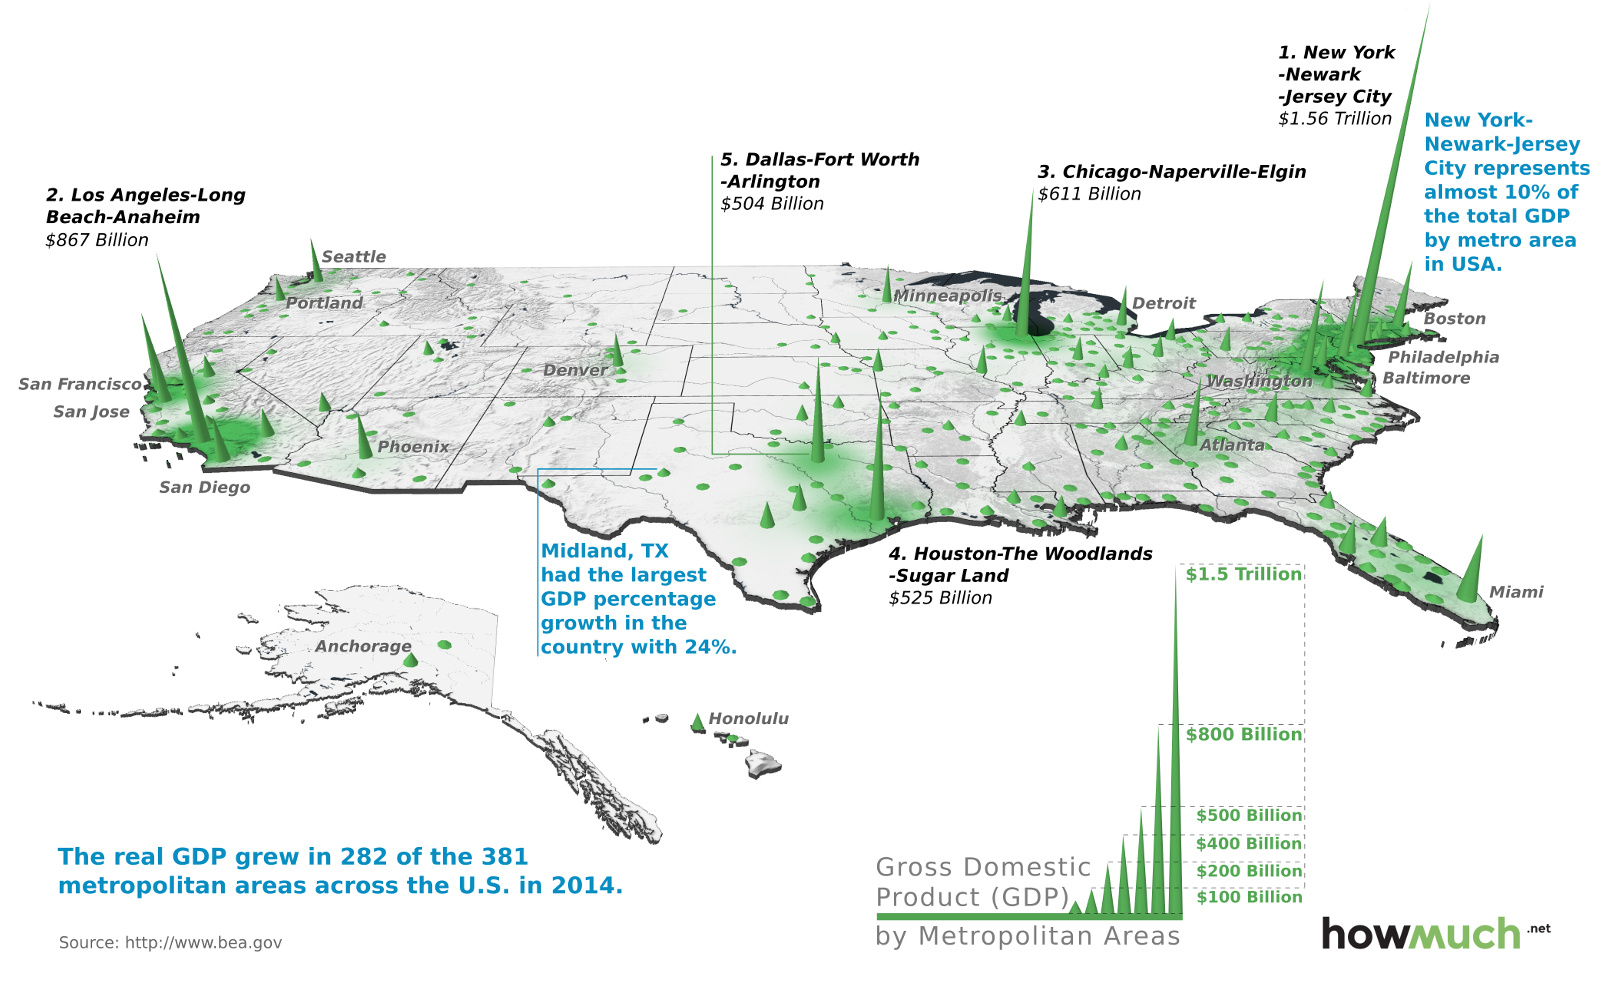 1. New York
-Newark
-Jersey City
$1.56 Trillion
New York-
Newark-Jersey
City represents
almost 10% of
the total GDP
by metro area
in USA.
5. Dallas-Fort Worth
-Arlington
$504 Billion
3. Chicago-Naperville-Elgin
$611 Billion
2. Los Angeles-Long
Beach-Anaheim
$867 Billion
Seattle
Portland
Minneapolis
Detroit
Boston
Philadelphia
Baltimore
Washington
Denver
San Francisco
San Jose
Phoenix
Atlanta
San Diego
Midland, TX
had the largest
GDP percentage
growth in the
country with 24%.
4. Houston-The Woodlands
-Sugar Land
$525 Billion
Miami
Anchorage
Honolulu
$1.5 Trillion
$800 Billion
$500 Billion
$400 Billion
$200 Billion
$100 Billion
Gross Domestic
Product (GDP)
by Metropolitan Areas
The real GDP grew in 282 of the 381
metropolitan areas across the U.S. in 2014.
Source: http://www.bea.gov
howmuch.net